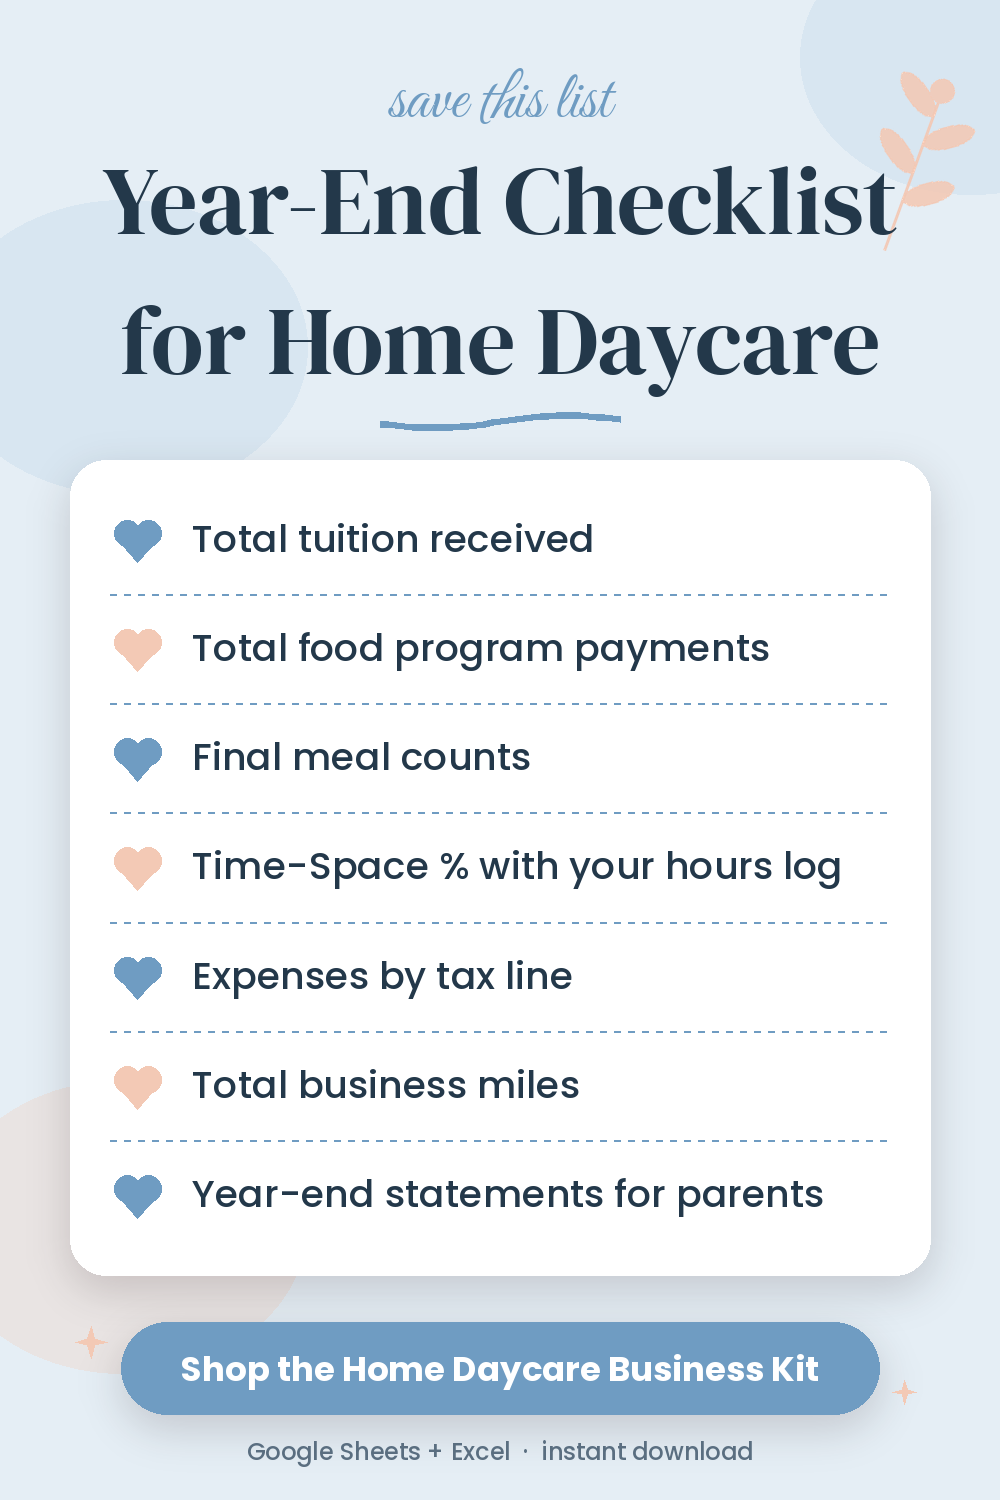 save this list
Year-End Checklist
for Home Daycare
Total tuition received
Total food program payments
Final meal counts
Time-Space % with your hours log
Expenses by tax line
Total business miles
Year-end statements for parents
Shop the Home Daycare Business Kit
Google Sheets + Excel · instant download